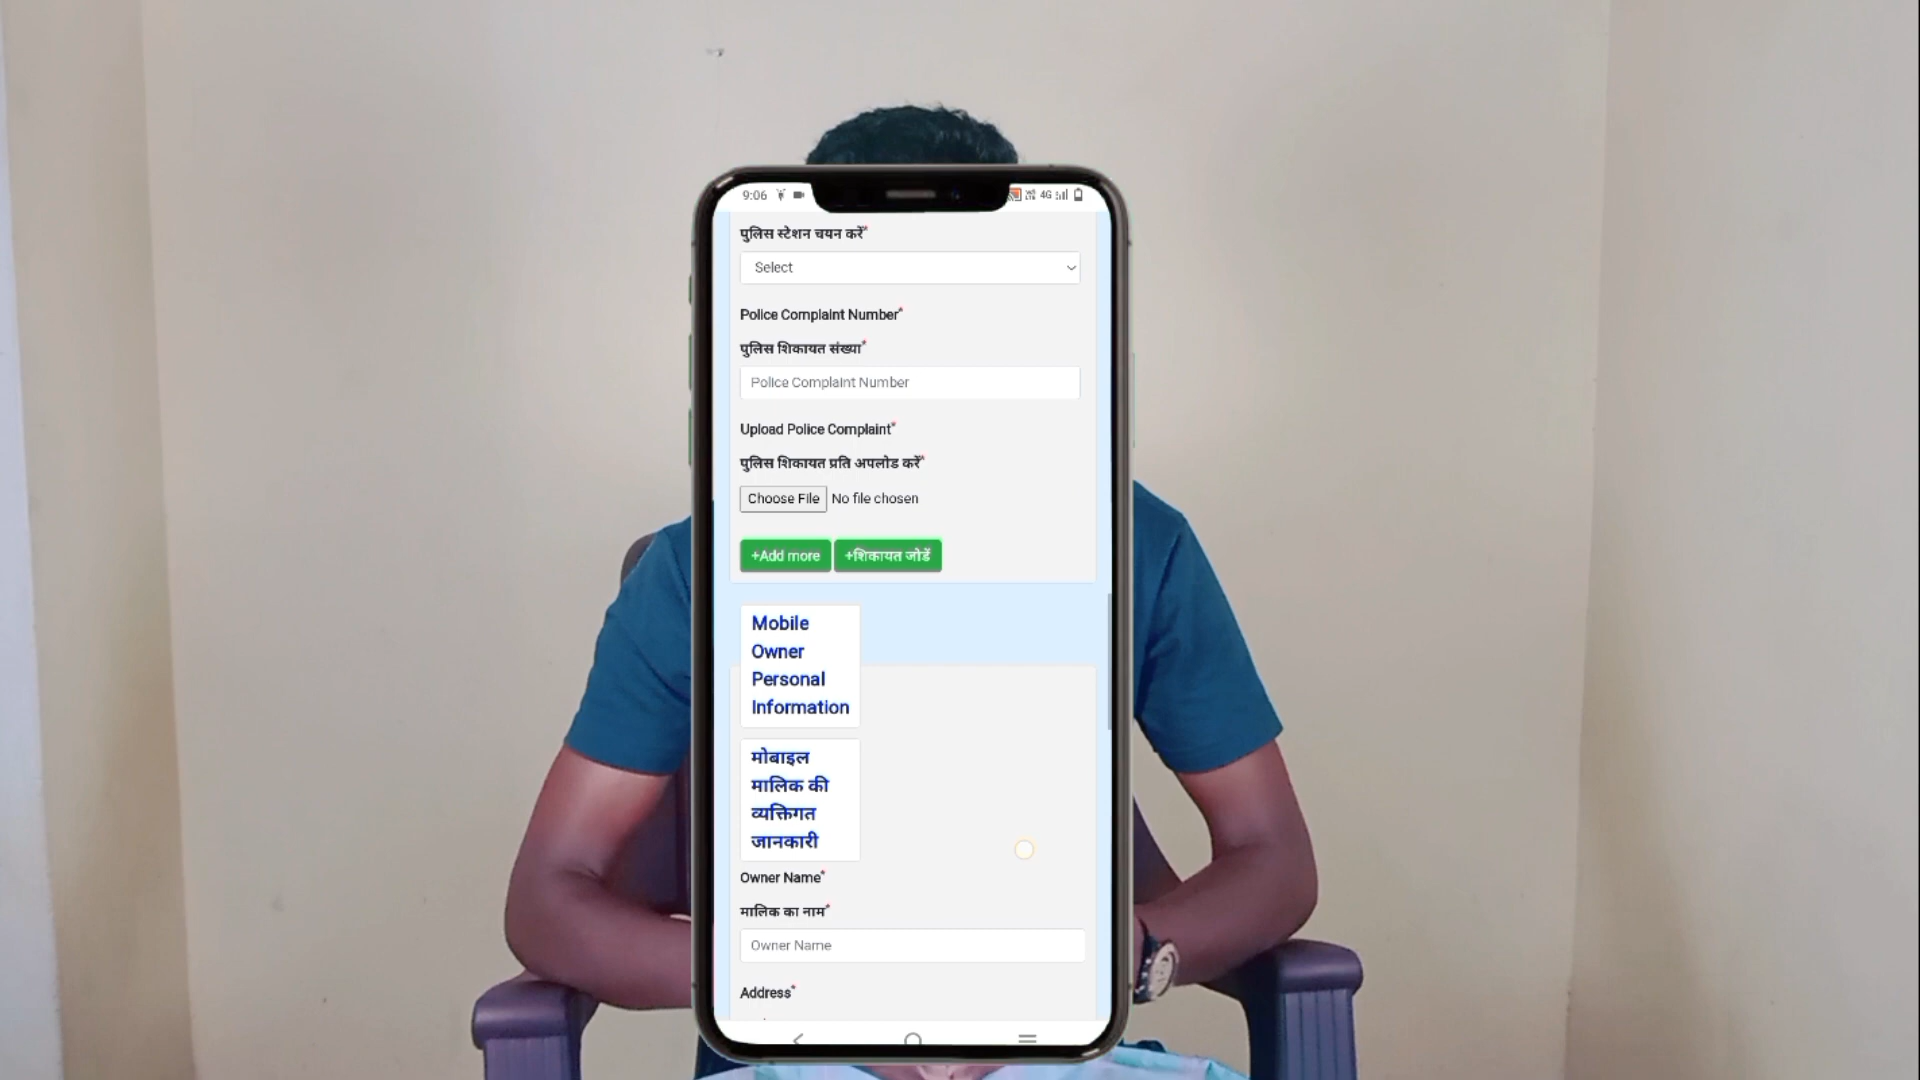 9:06
4G
पुलिस स्टेशन चयन करें*
Select
Police Complaint Number*
पुलिस शिकायत संख्या*
Police Complaint Number
Upload Police Complaint*
पुलिस शिकायत प्रति अपलोड करें*
Choose File No file chosen
+Add more +शिकायत जोडें
Mobile
Owner
Personal
Information
मोबाइल
मालिक की
व्यक्तिगत
जानकारी
Owner Name*
मालिक का नाम*
Owner Name
Address*